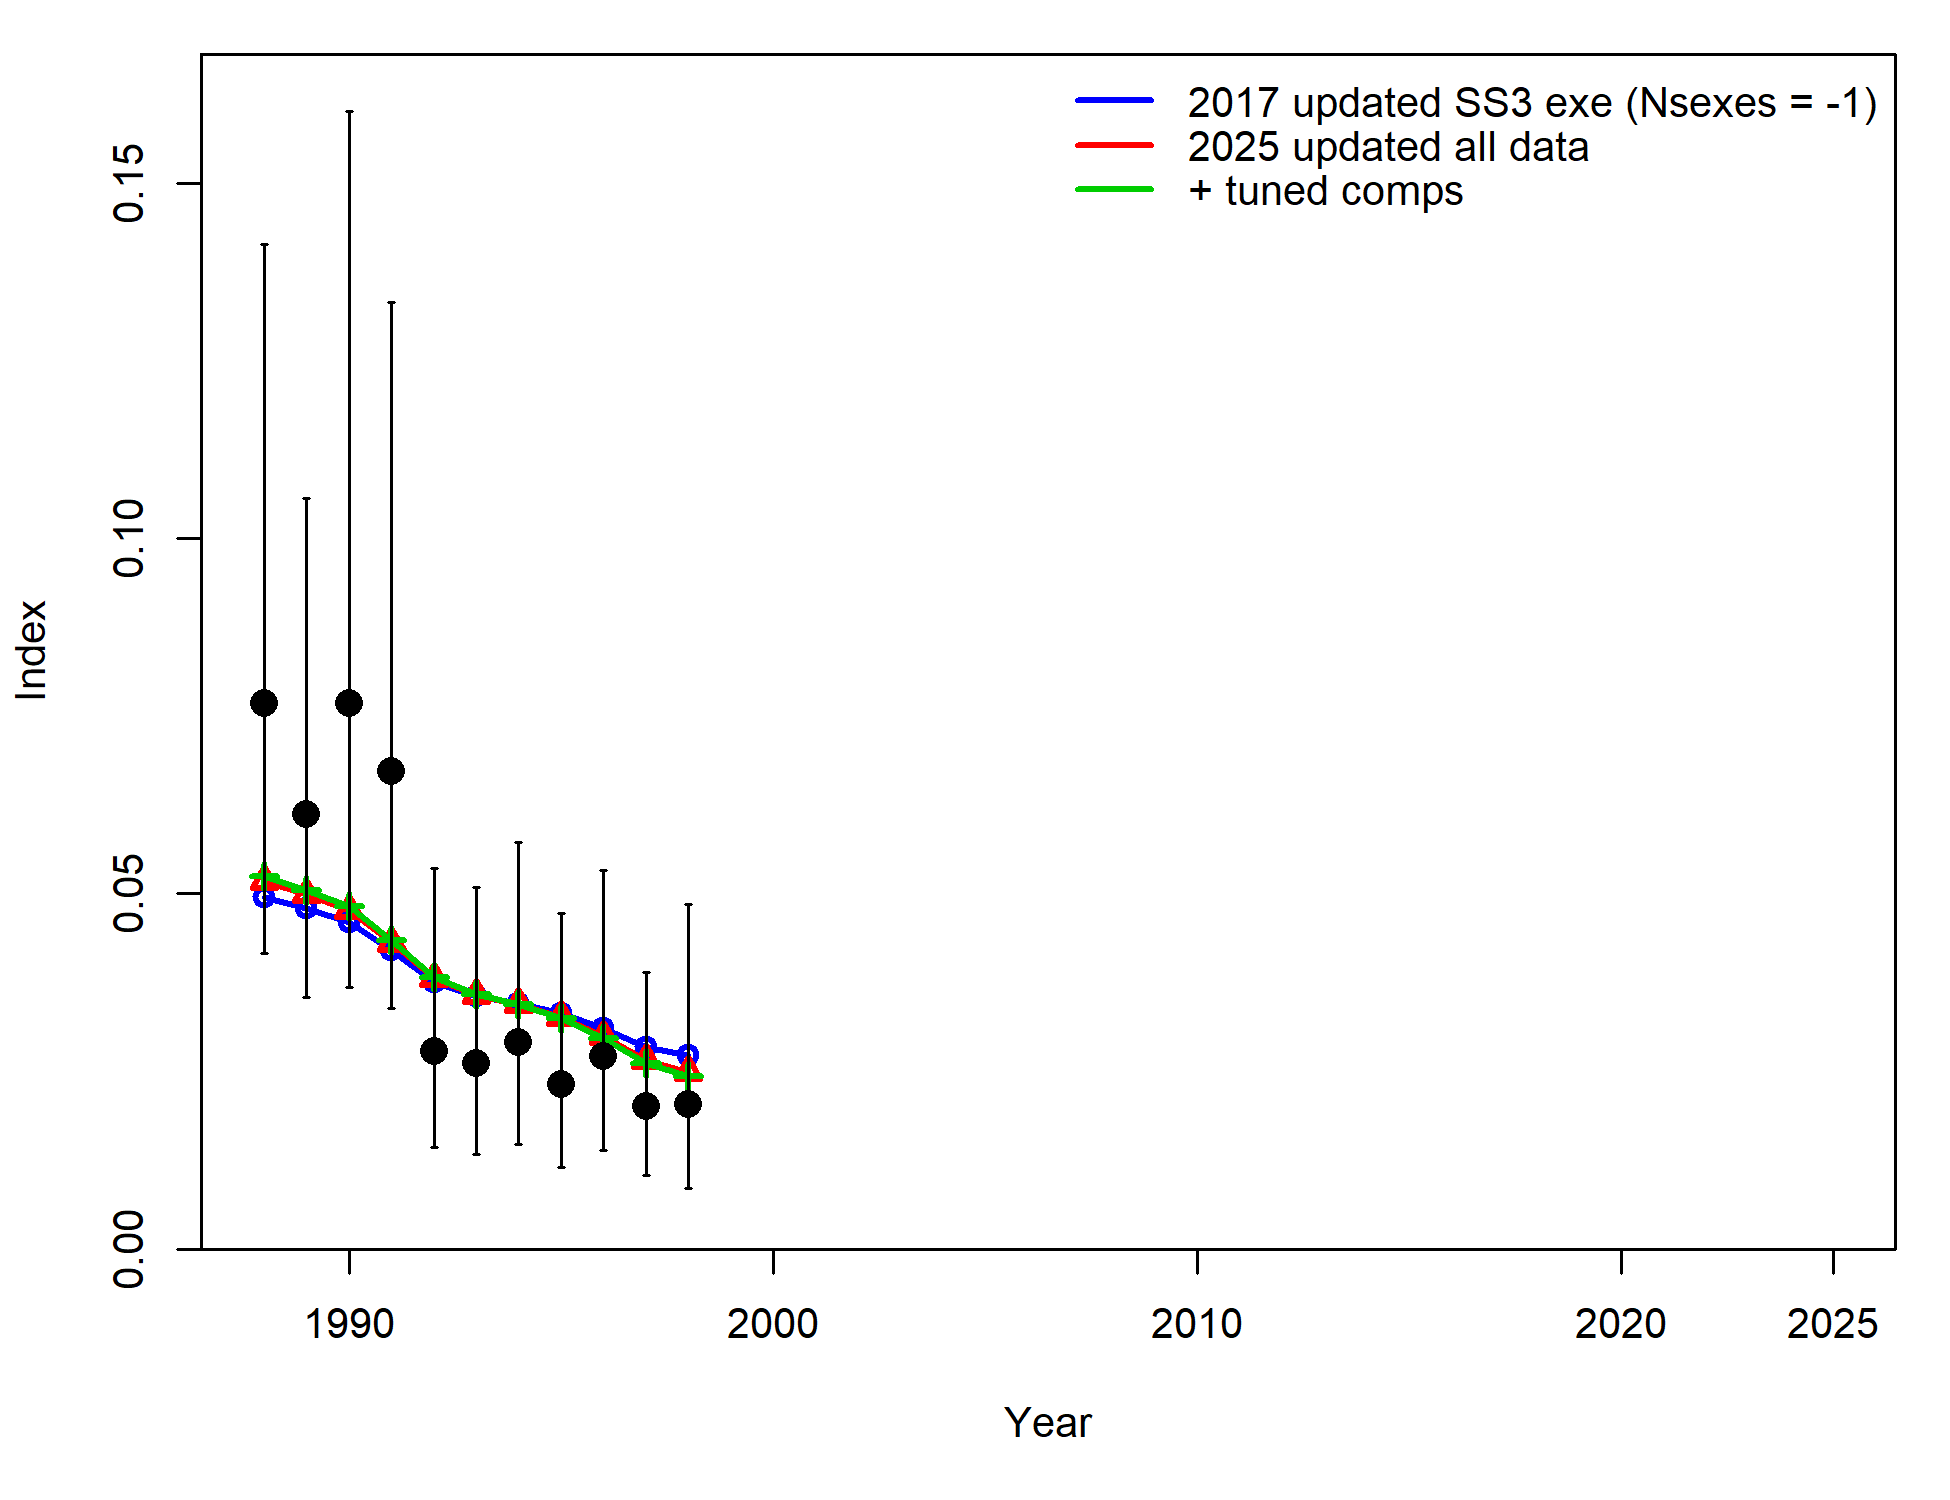 2017 updated SS3 exe (Nsexes = -1)
2025 updated all data
+ tuned comps
0.15
0.10
0.05
0.00
Index
1990 2000 2010 2020 2025
Year